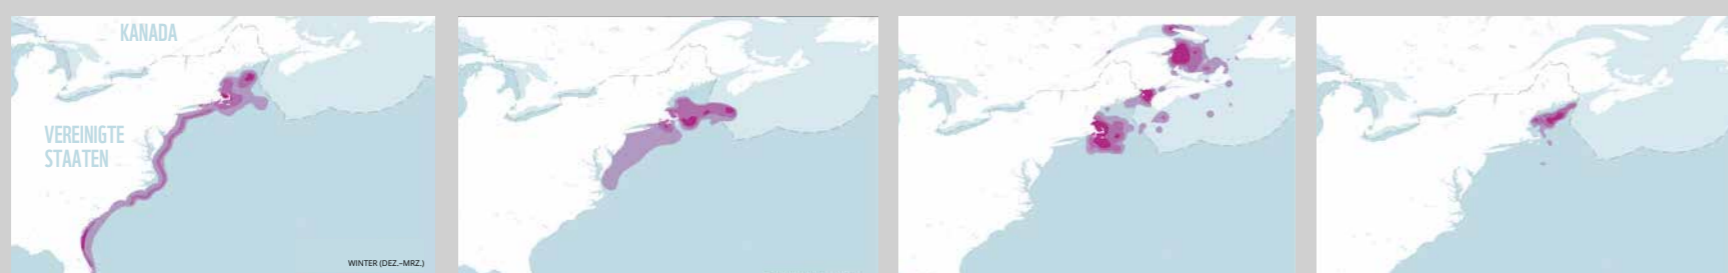 KANADA
VEREINIGTE
STAATEN
WINTER (DEZ.–MRZ.)